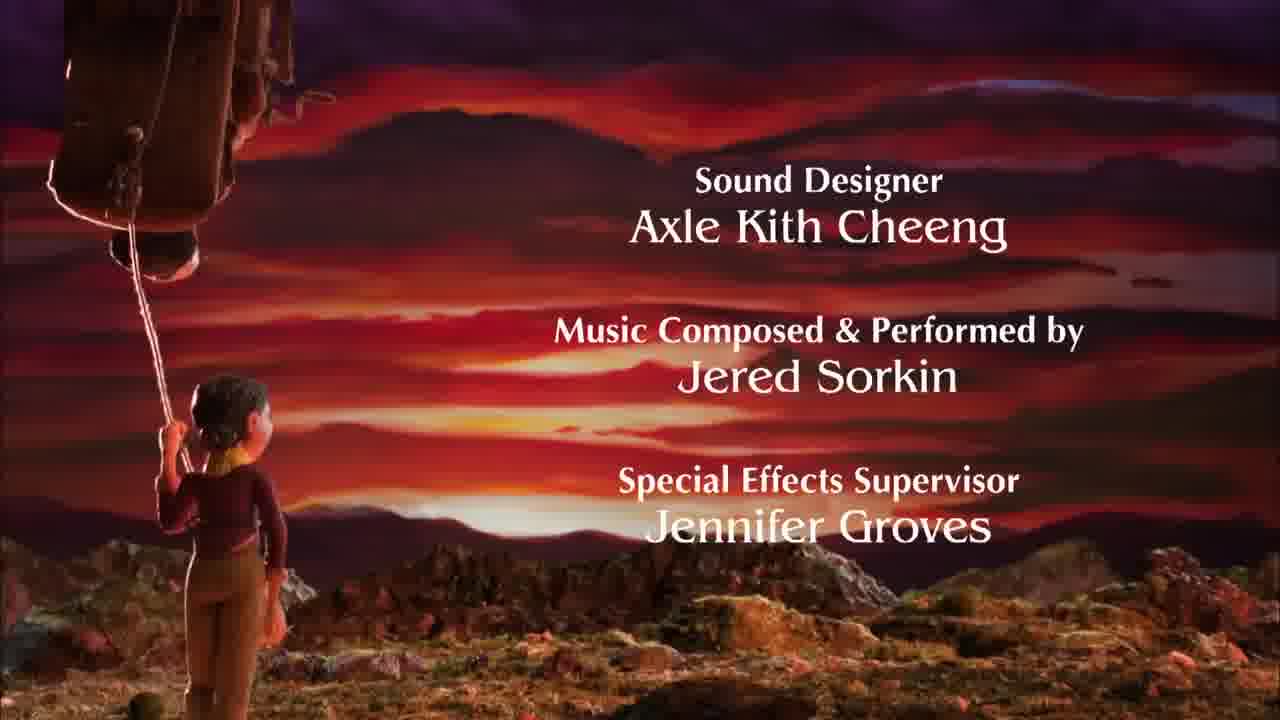 Sound Designer
Axle Kith Cheeng
Music Composed & Performed by
Jered Sorkin
Special Effects Supervisor
Jennifer Groves